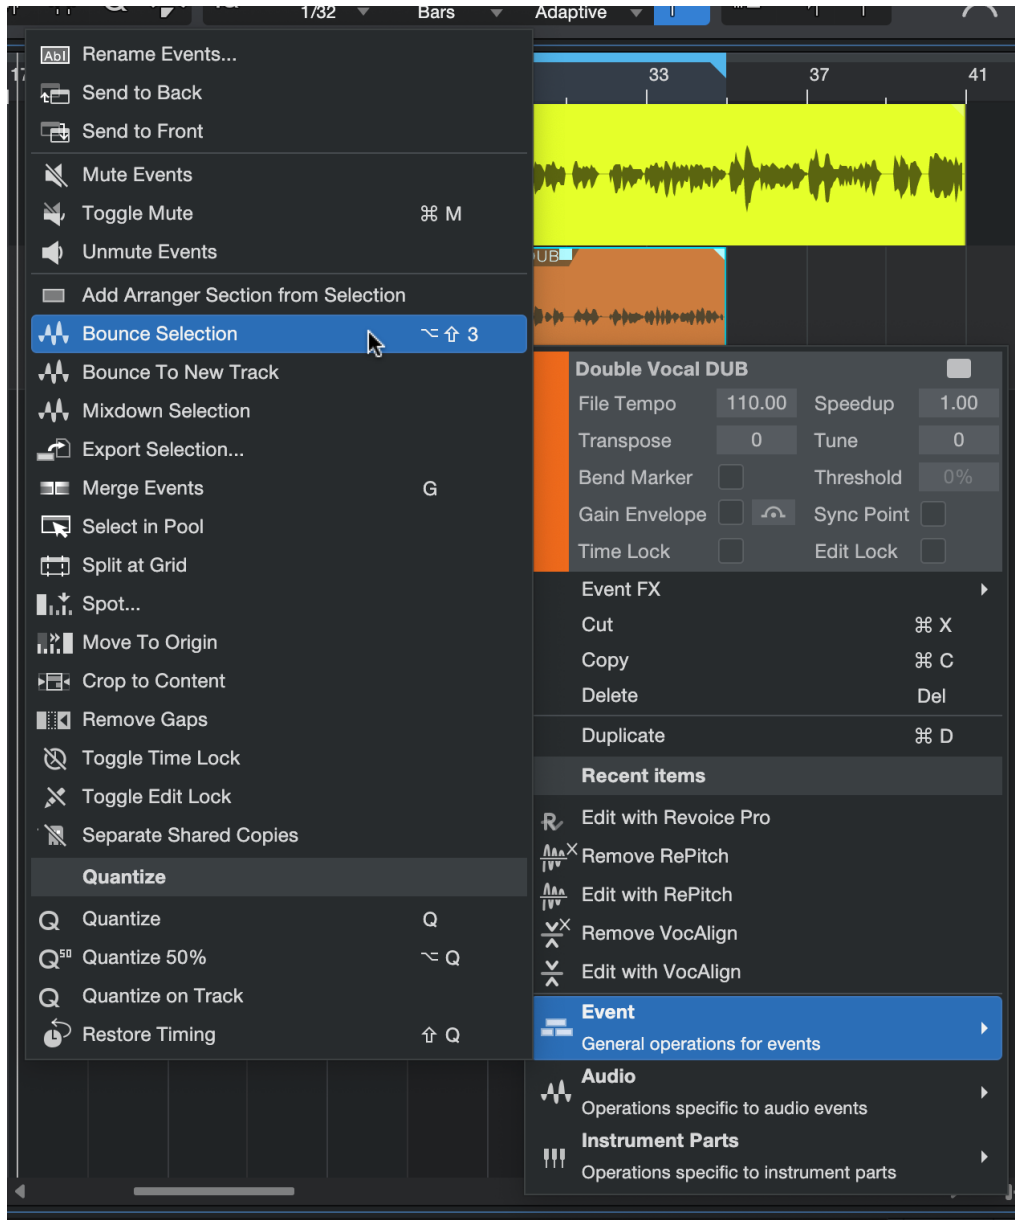 1/32
Bars
Adaptive
17
33
37
41
Rename Events...
Send to Back
Send to Front
Mute Events
Toggle Mute ⌘ M
Unmute Events
Add Arranger Section from Selection
Bounce Selection ⌥ ⇧ 3
Bounce To New Track
Mixdown Selection
Export Selection...
Merge Events G
Select in Pool
Split at Grid
Spot...
Move To Origin
Crop to Content
Remove Gaps
Toggle Time Lock
Toggle Edit Lock
Separate Shared Copies
Quantize
Quantize Q
Quantize 50% ⌥ Q
Quantize on Track
Restore Timing ⇧ Q
UB
Double Vocal DUB
File Tempo 110.00 Speedup 1.00
Transpose 0 Tune 0
Bend Marker Threshold 0%
Gain Envelope Sync Point
Time Lock Edit Lock
Event FX
Cut ⌘ X
Copy ⌘ C
Delete Del
Duplicate ⌘ D
Recent items
Edit with Revoice Pro
Remove RePitch
Edit with RePitch
Remove VocAlign
Edit with VocAlign
Event
General operations for events
Audio
Operations specific to audio events
Instrument Parts
Operations specific to instrument parts